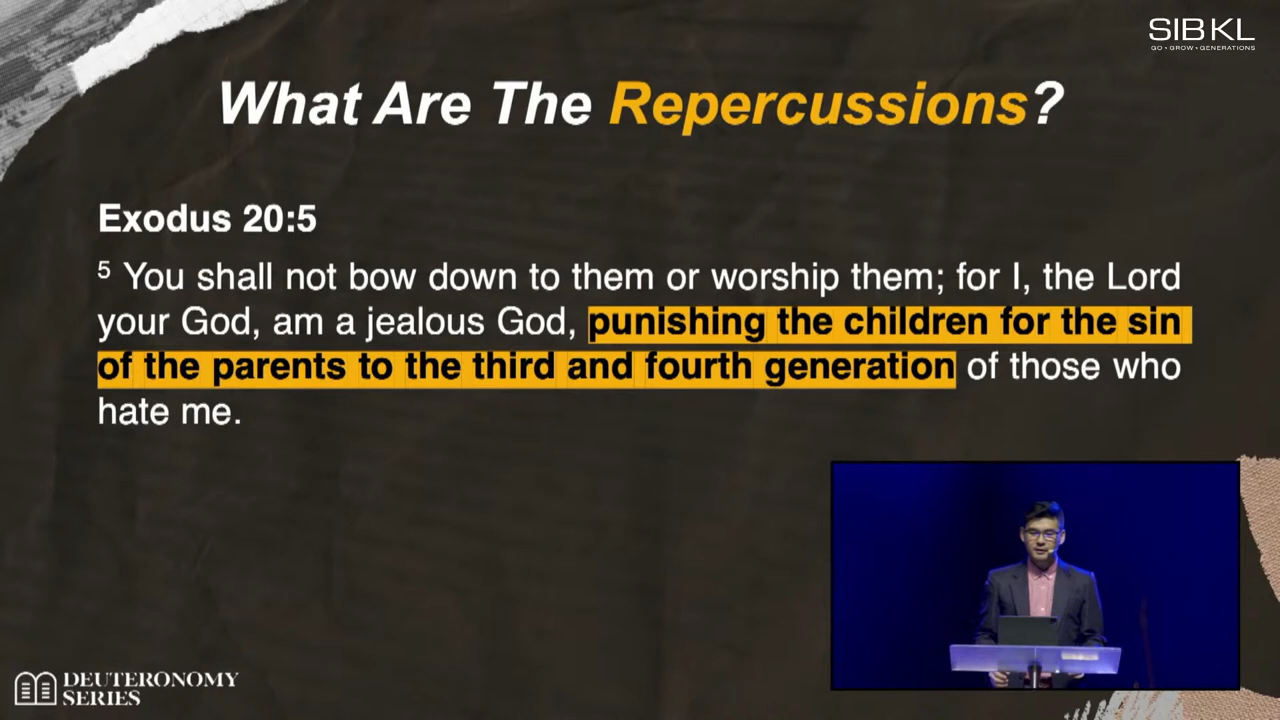 SIBKL
GO • GROW • GENERATIONS
What Are The Repercussions?
Exodus 20:5
5 You shall not bow down to them or worship them; for I, the Lord
your God, am a jealous God, punishing the children for the sin
of the parents to the third and fourth generation of those who
hate me.
DEUTERONOMY
SERIES